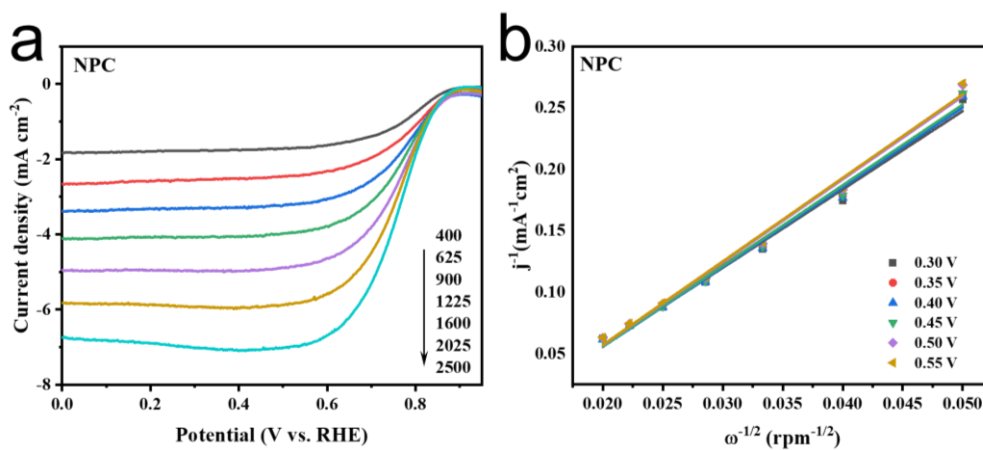 a
NPC
0
-2
-4
-6
-8
0.0
0.2
0.4
0.6
0.8
Current density (mA cm⁻²)
Potential (V vs. RHE)
400
625
900
1225
1600
2025
2500
b
NPC
0.30
0.25
0.20
0.15
0.10
0.05
0.020
0.025
0.030
0.035
0.040
0.045
0.050
j⁻¹(mA⁻¹cm²)
ω⁻¹/² (rpm⁻¹/²)
0.30 V
0.35 V
0.40 V
0.45 V
0.50 V
0.55 V